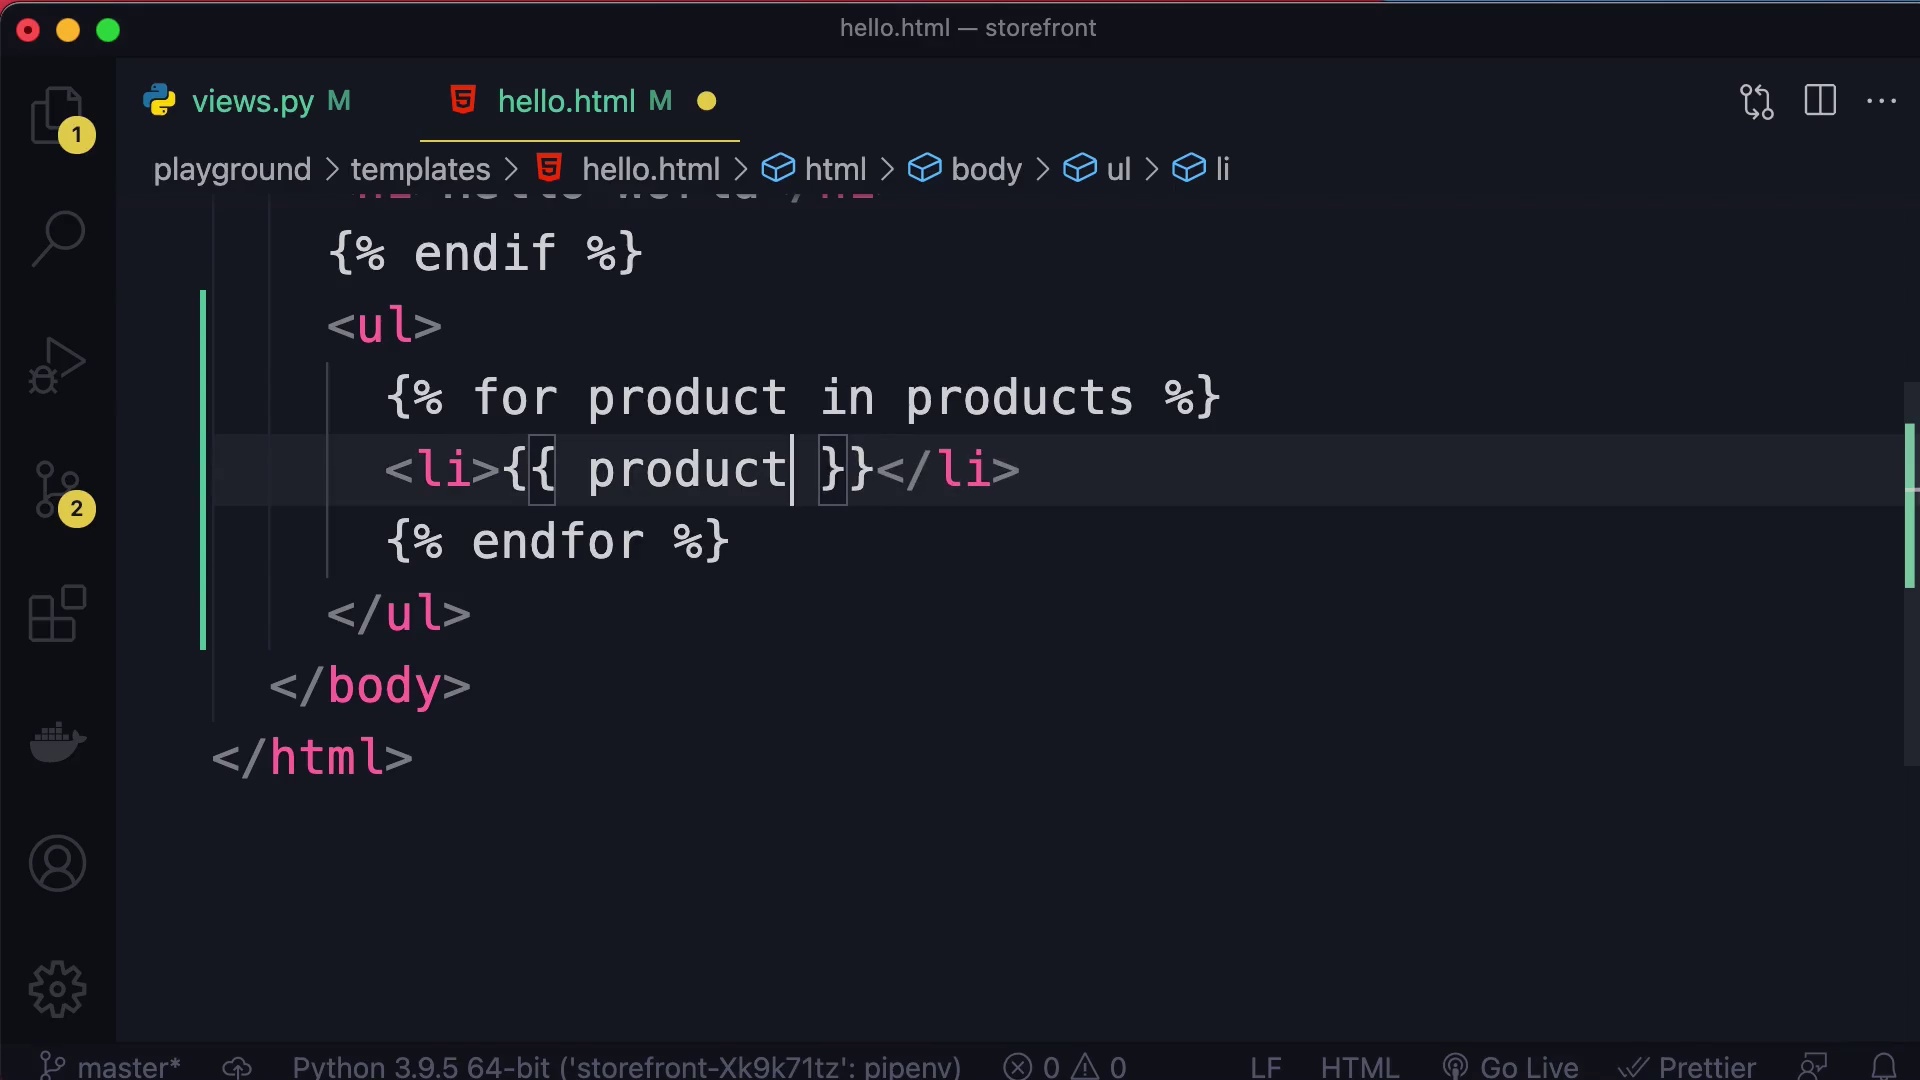 hello.html — storefront
views.py M
hello.html M
playground > templates > hello.html > html > body > ul > li
{% endif %}
<ul>
{% for product in products %}
<li>{{ product }}</li>
{% endfor %}
</ul>
</body>
</html>
1
2
master*
Python 3.9.5 64-bit ('storefront-Xk9k71tz': pipenv)
0
0
LF
HTML
Go Live
Prettier